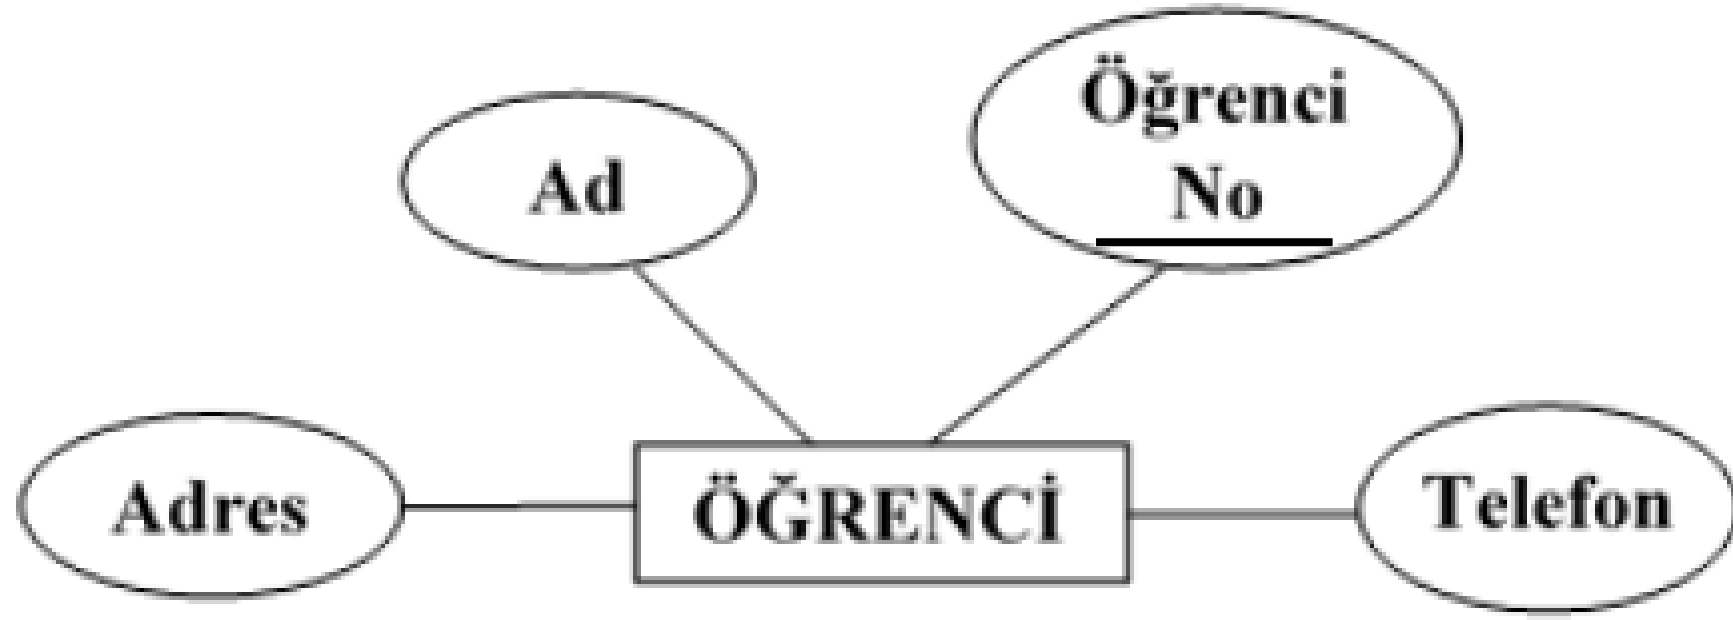 Öğrenci
No
Ad
Adres
ÖĞRENCİ
Telefon